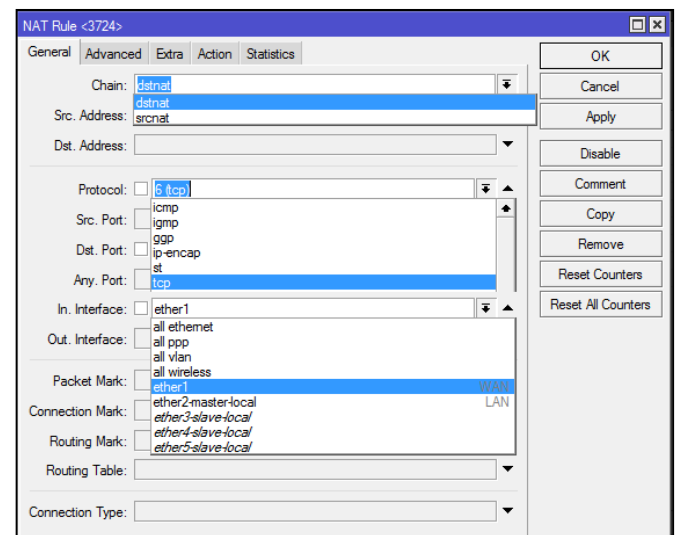 NAT Rule <3724>
General Advanced Extra Action Statistics
Chain: dstnat
dstnat
srcnat
Src. Address:
Dst. Address:
Protocol: 6 (tcp)
icmp
igmp
ggp
ip-encap
st
tcp
Src. Port:
Dst. Port:
Any. Port:
In. Interface: ether1
all ethernet
all ppp
all vlan
all wireless
ether1 WAN
ether2-master-local LAN
ether3-slave-local
ether4-slave-local
ether5-slave-local
Out. Interface:
Packet Mark:
Connection Mark:
Routing Mark:
Routing Table:
Connection Type:
OK
Cancel
Apply
Disable
Comment
Copy
Remove
Reset Counters
Reset All Counters